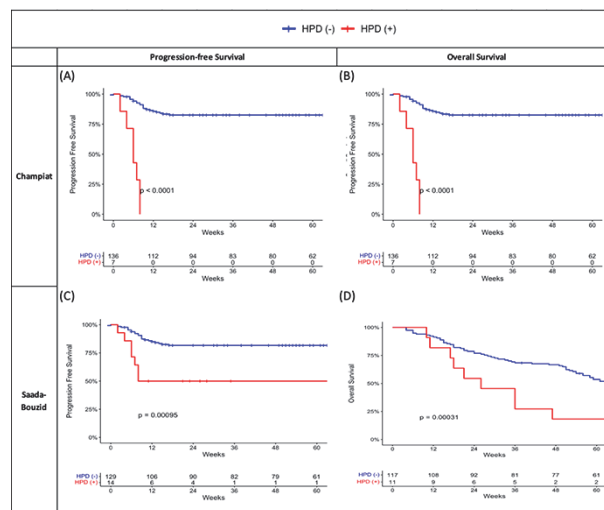 HPD (-) HPD (+)
Progression-free Survival Overall Survival
Champiat
(A)
Progression Free Survival
100%
75%
50%
25%
0%
p < 0.0001
0 12 24 36 48 60
Weeks
HPD (-) 136 112 94 83 80 62
HPD (+) 7 0 0 0 0 0
0 12 24 36 48 60
Weeks
(B)
Progression Free Survival
100%
75%
50%
25%
0%
p < 0.0001
0 12 24 36 48 60
Weeks
HPD (-) 136 112 94 83 80 62
HPD (+) 7 0 0 0 0 0
0 12 24 36 48 60
Weeks
Saada-
Bouzid
(C)
Progression Free Survival
100%
75%
50%
25%
0%
p = 0.00095
0 12 24 36 48 60
Weeks
HPD (-) 129 106 90 82 79 61
HPD (+) 14 6 4 1 1 1
0 12 24 36 48 60
Weeks
(D)
Overall Survival
100%
75%
50%
25%
0%
p = 0.00031
0 12 24 36 48 60
Weeks
HPD (-) 117 108 92 81 77 61
HPD (+) 11 9 6 5 2 2
0 12 24 36 48 60
Weeks